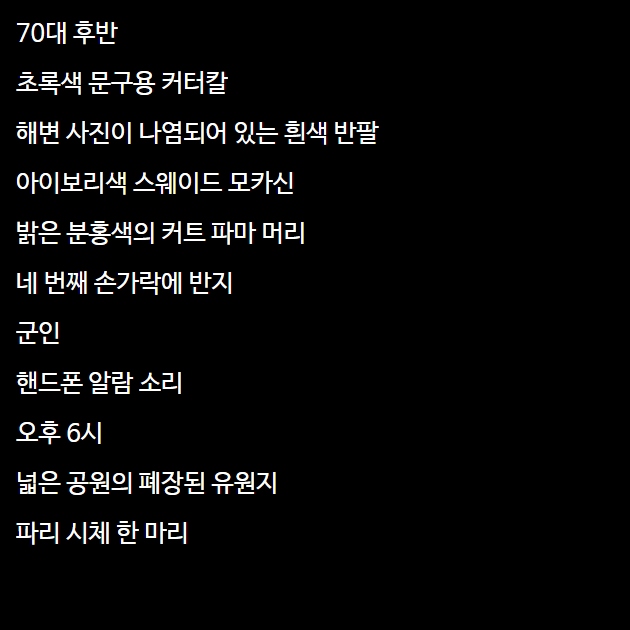 70대 후반
초록색 문구용 커터칼
해변 사진이 나염되어 있는 흰색 반팔
아이보리색 스웨이드 모카신
밝은 분홍색의 커트 파마 머리
네 번째 손가락에 반지
군인
핸드폰 알람 소리
오후 6시
넓은 공원의 폐장된 유원지
파리 시체 한 마리